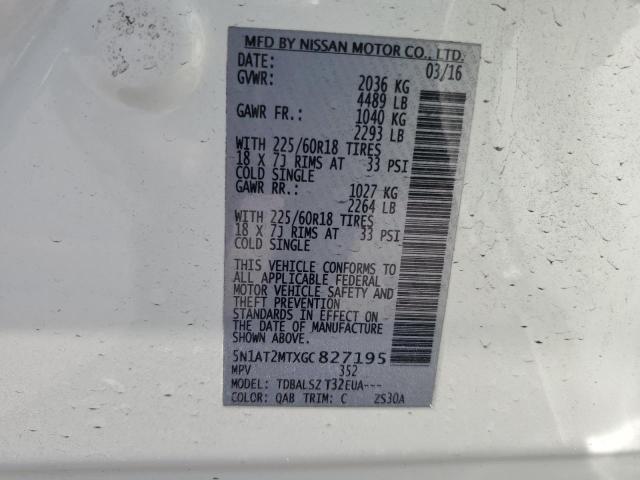 MFD BY NISSAN MOTOR CO., LTD.
DATE: 03/16
GVWR: 2036 KG
4489 LB
GAWR FR.: 1040 KG
2293 LB
WITH 225/60R18 TIRES
18 X 7J RIMS AT 33 PSI
COLD SINGLE
GAWR RR.: 1027 KG
2264 LB
WITH 225/60R18 TIRES
18 X 7J RIMS AT 33 PSI
COLD SINGLE
THIS VEHICLE CONFORMS TO
ALL APPLICABLE FEDERAL
MOTOR VEHICLE SAFETY AND
THEFT PREVENTION
STANDARDS IN EFFECT ON
THE DATE OF MANUFACTURE
SHOWN ABOVE.
5N1AT2MTXGC827195
MPV 352
MODEL: TDBALSZ T32EUA---
COLOR: QAB TRIM: C ZS30A